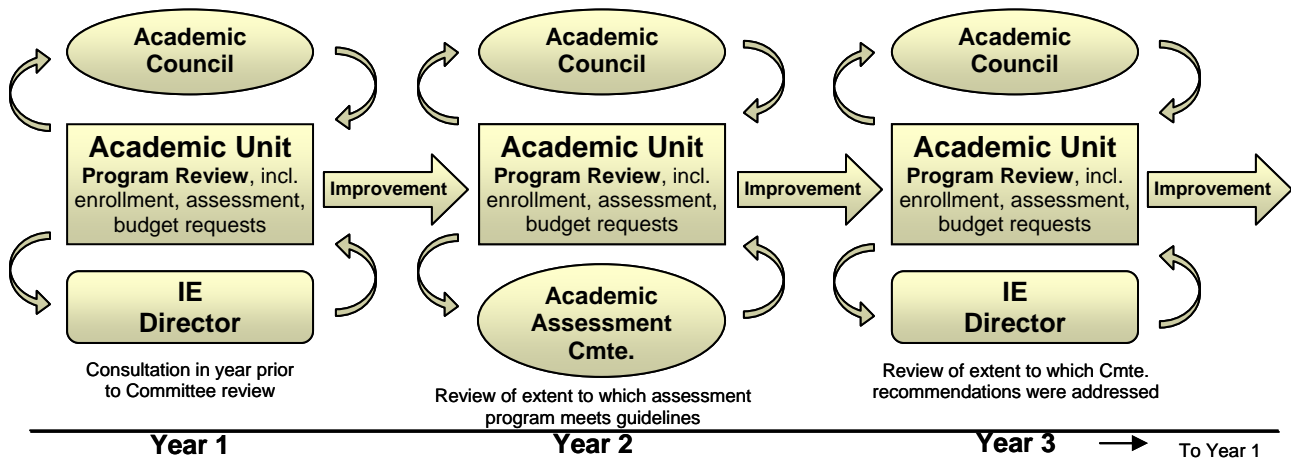 Academic
Council
Academic Unit
Program Review, incl.
enrollment, assessment,
budget requests
IE
Director
Consultation in year prior
to Committee review
Year 1
Improvement
Academic
Council
Academic Unit
Program Review, incl.
enrollment, assessment,
budget requests
Academic
Assessment
Cmte.
Review of extent to which assessment
program meets guidelines
Year 2
Improvement
Academic
Council
Academic Unit
Program Review, incl.
enrollment, assessment,
budget requests
IE
Director
Review of extent to which Cmte.
recommendations were addressed
Year 3
Improvement
To Year 1